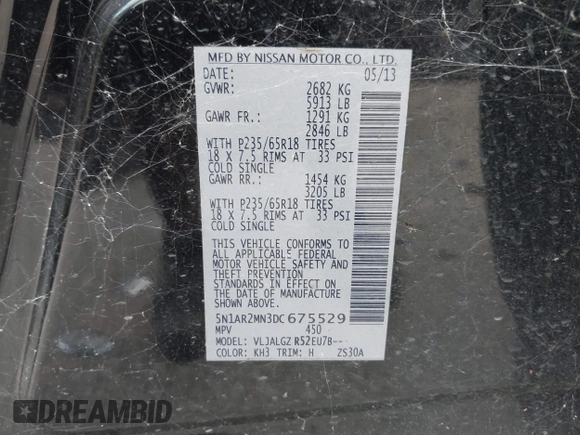 MFD BY NISSAN MOTOR CO., LTD.
DATE: 05/13
GVWR: 2682 KG
5913 LB
GAWR FR.: 1291 KG
2846 LB
WITH P235/65R18 TIRES
18 X 7.5 RIMS AT 33 PSI
COLD SINGLE
GAWR RR.: 1454 KG
3205 LB
WITH P235/65R18 TIRES
18 X 7.5 RIMS AT 33 PSI
COLD SINGLE
THIS VEHICLE CONFORMS TO
ALL APPLICABLE FEDERAL
MOTOR VEHICLE SAFETY AND
THEFT PREVENTION
STANDARDS IN EFFECT ON
THE DATE OF MANUFACTURE
SHOWN ABOVE.
5N1AR2MN3DC675529
MPV 450
MODEL: VLJALGZ R52EU7B--
COLOR: KH3 TRIM: H ZS30A
DREAMBID